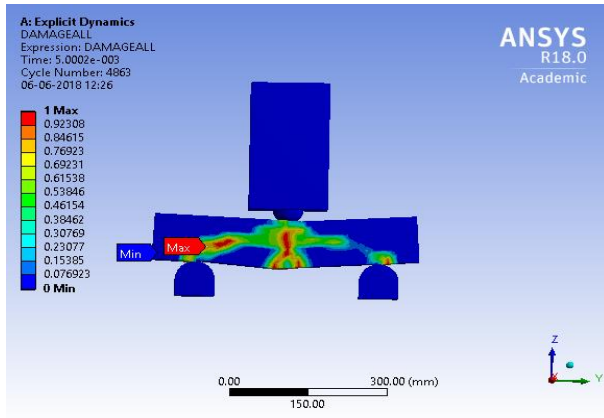 A: Explicit Dynamics
DAMAGEALL
Expression: DAMAGEALL
Time: 5.0002e-003
Cycle Number: 4863
06-06-2018 12:26
ANSYS
R18.0
Academic
1 Max
0.92308
0.84615
0.76923
0.69231
0.61538
0.53846
0.46154
0.38462
0.30769
0.23077
0.15385
0.076923
0 Min
Min
Max
Z
Y
0.00
300.00 (mm)
150.00